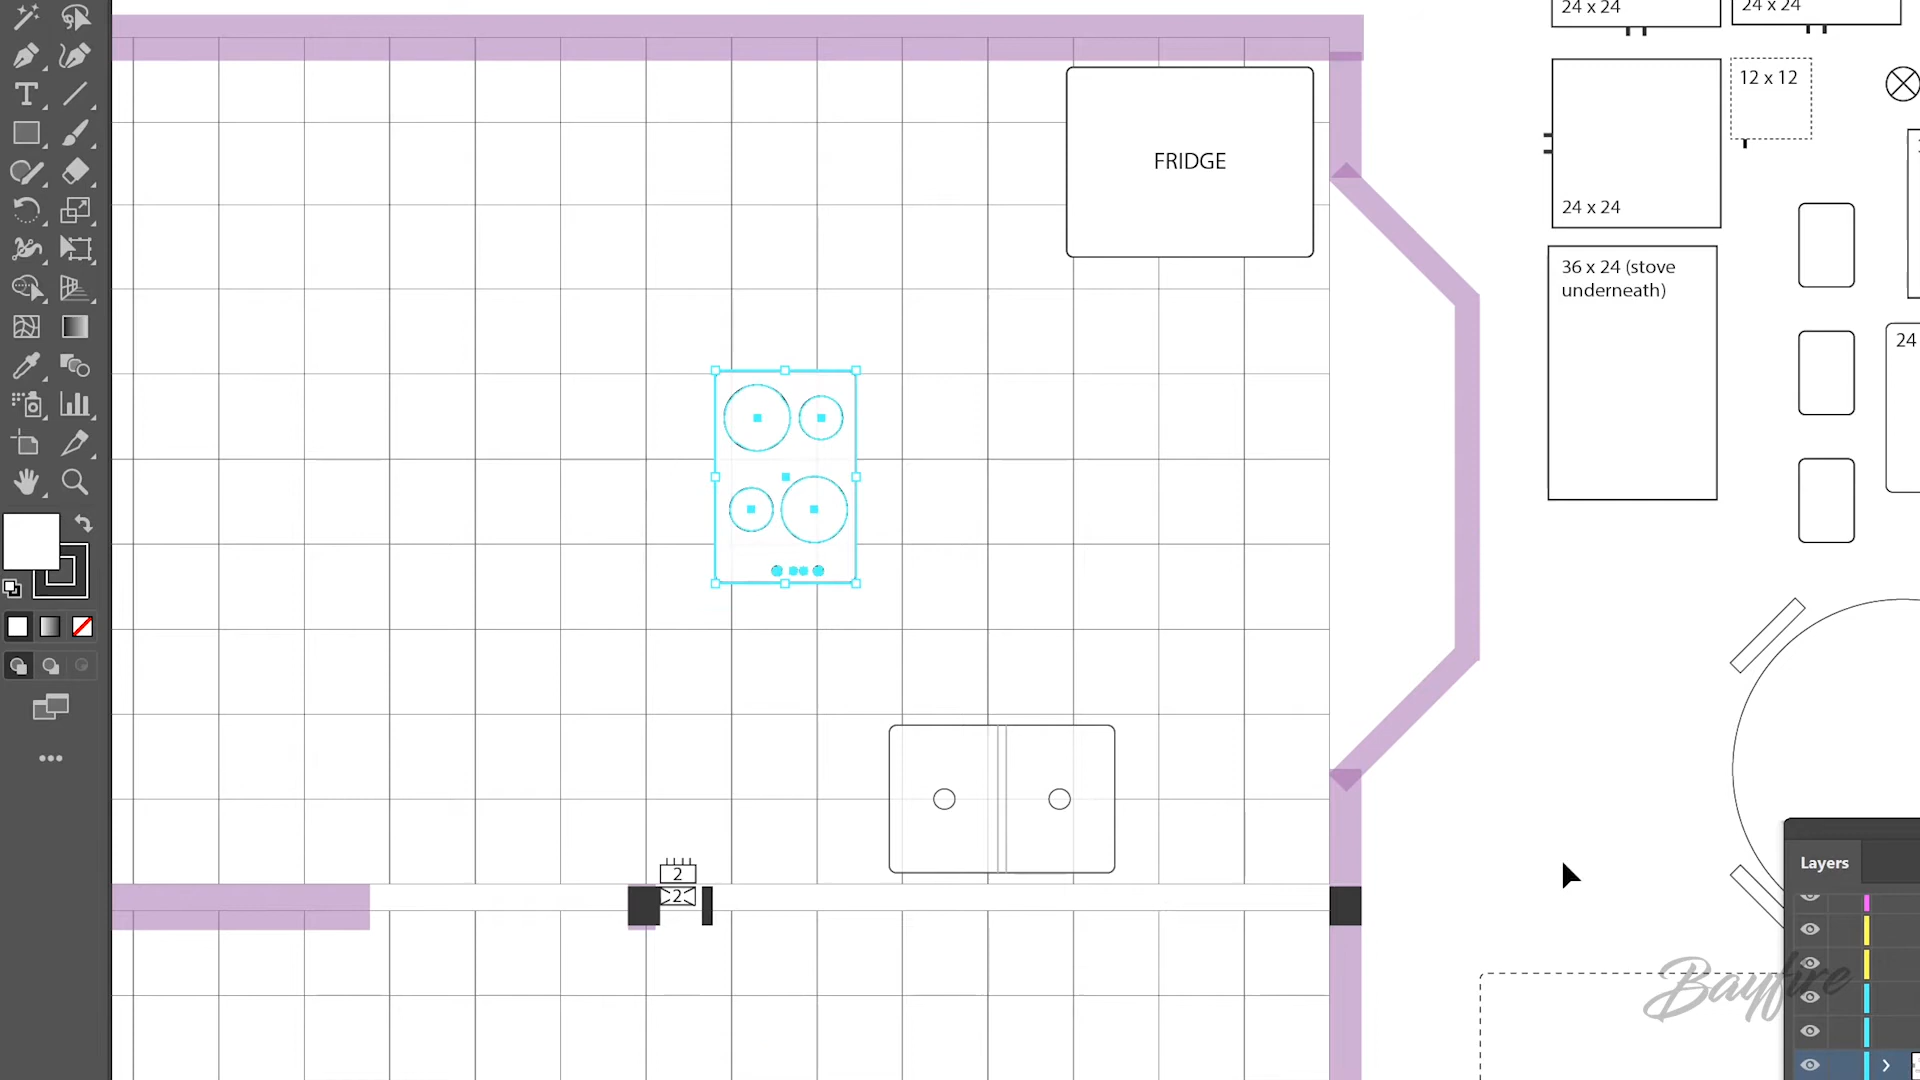 24 x 24
24 x 24
12 x 12
FRIDGE
24 x 24
36 x 24 (stove
underneath)
24
2
2
Layers
Bayfire